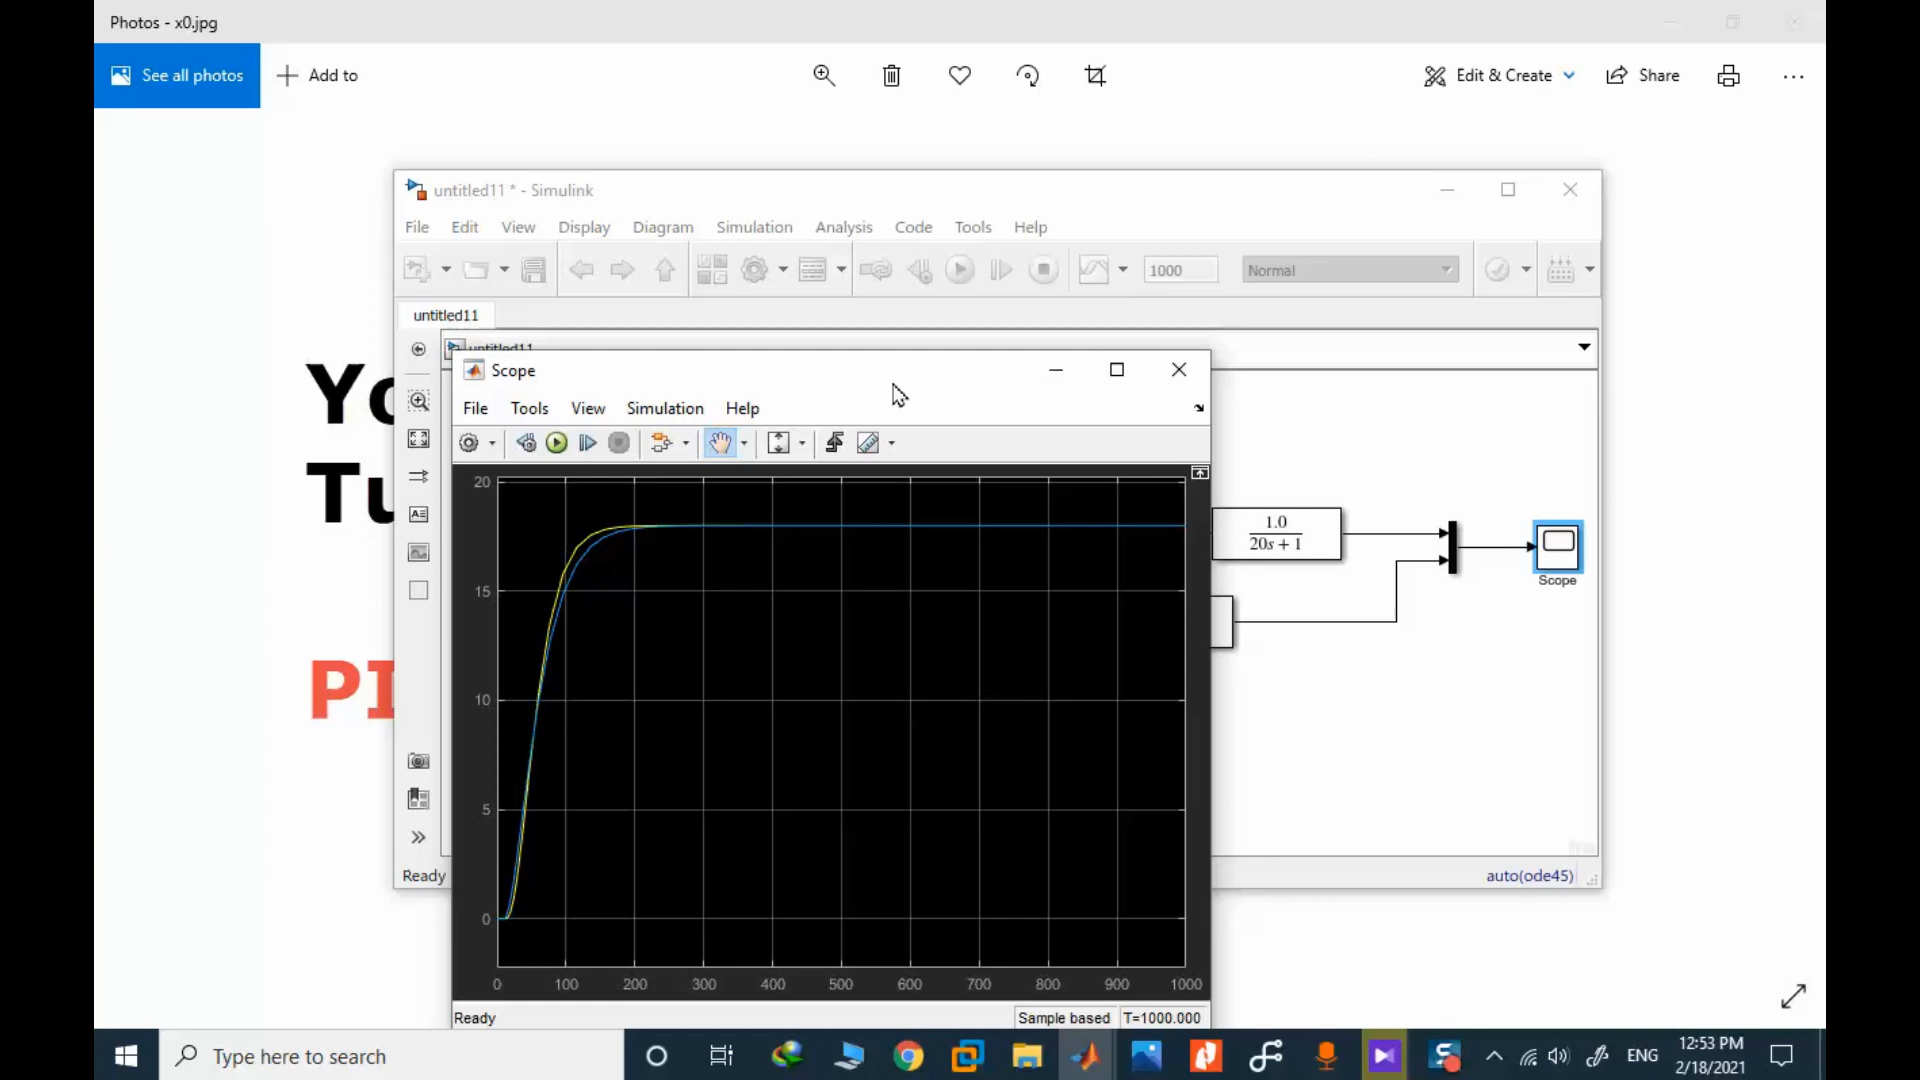 Photos - x0.jpg
See all photos
Add to
Edit & Create
Share
untitled11 * - Simulink
File Edit View Display Diagram Simulation Analysis Code Tools Help
1000
Normal
untitled11
untitled11
Scope
File Tools View Simulation Help
20
15
10
5
0
0 100 200 300 400 500 600 700 800 900 1000
Ready
Sample based
T=1000.000
1.0
20s + 1
Scope
Ready
auto(ode45)
Yo
Tu
PI
Type here to search
ENG
12:53 PM
2/18/2021